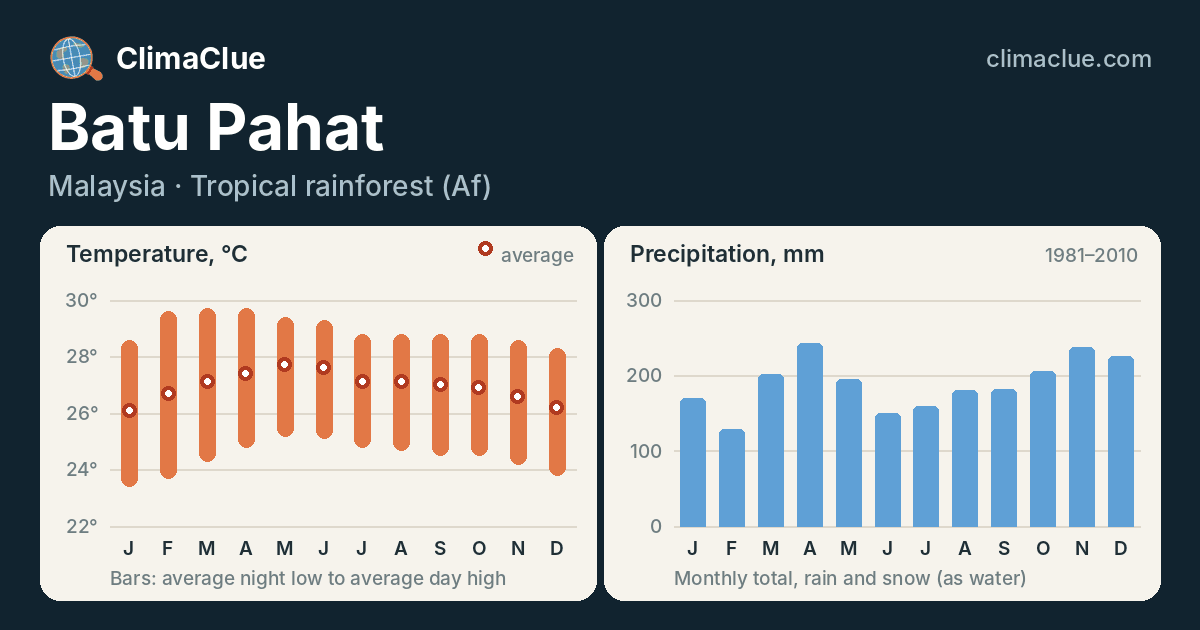 ClimaClue
climaclue.com
Batu Pahat
Malaysia · Tropical rainforest (Af)
Temperature, °C
average
30°
28°
26°
24°
22°
J F M A M J J A S O N D
Bars: average night low to average day high
Precipitation, mm
1981–2010
300
200
100
0
J F M A M J J A S O N D
Monthly total, rain and snow (as water)